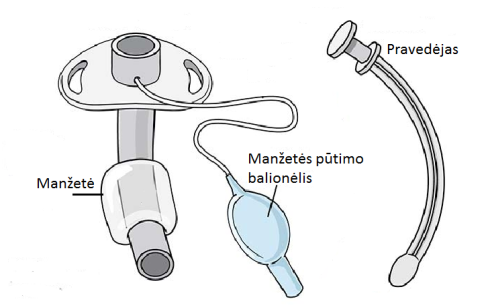 Pravedėjas
Manžetės pūtimo
balionėlis
Manžetė